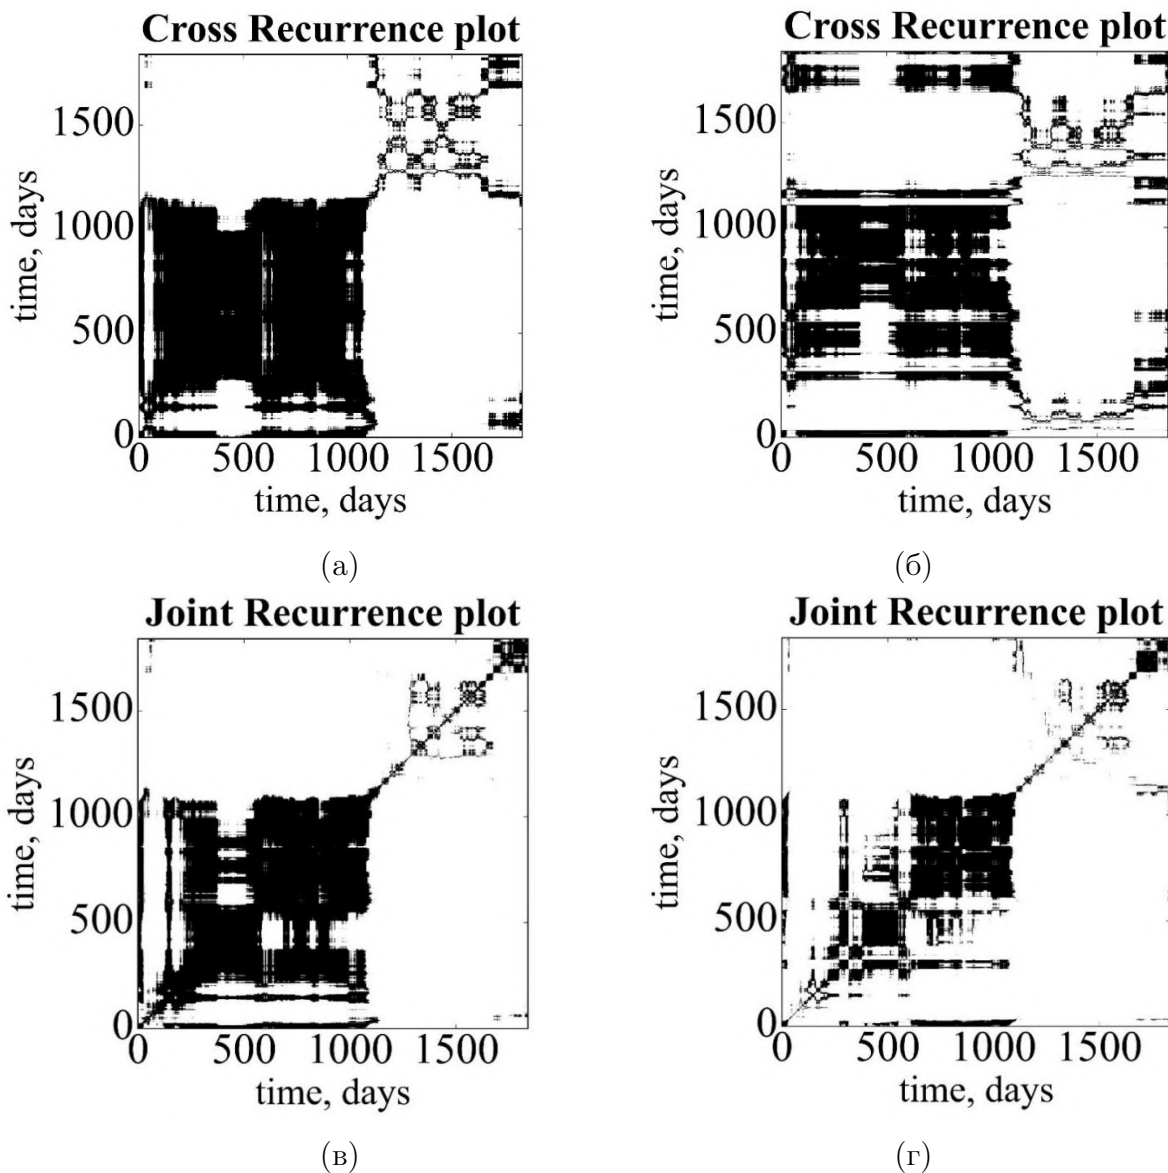 Cross Recurrence plot
time, days
1500
1000
500
0
0 500 1000 1500
time, days
(а)
Cross Recurrence plot
time, days
1500
1000
500
0
0 500 1000 1500
time, days
(б)
Joint Recurrence plot
time, days
1500
1000
500
0
0 500 1000 1500
time, days
(в)
Joint Recurrence plot
time, days
1500
1000
500
0
0 500 1000 1500
time, days
(г)